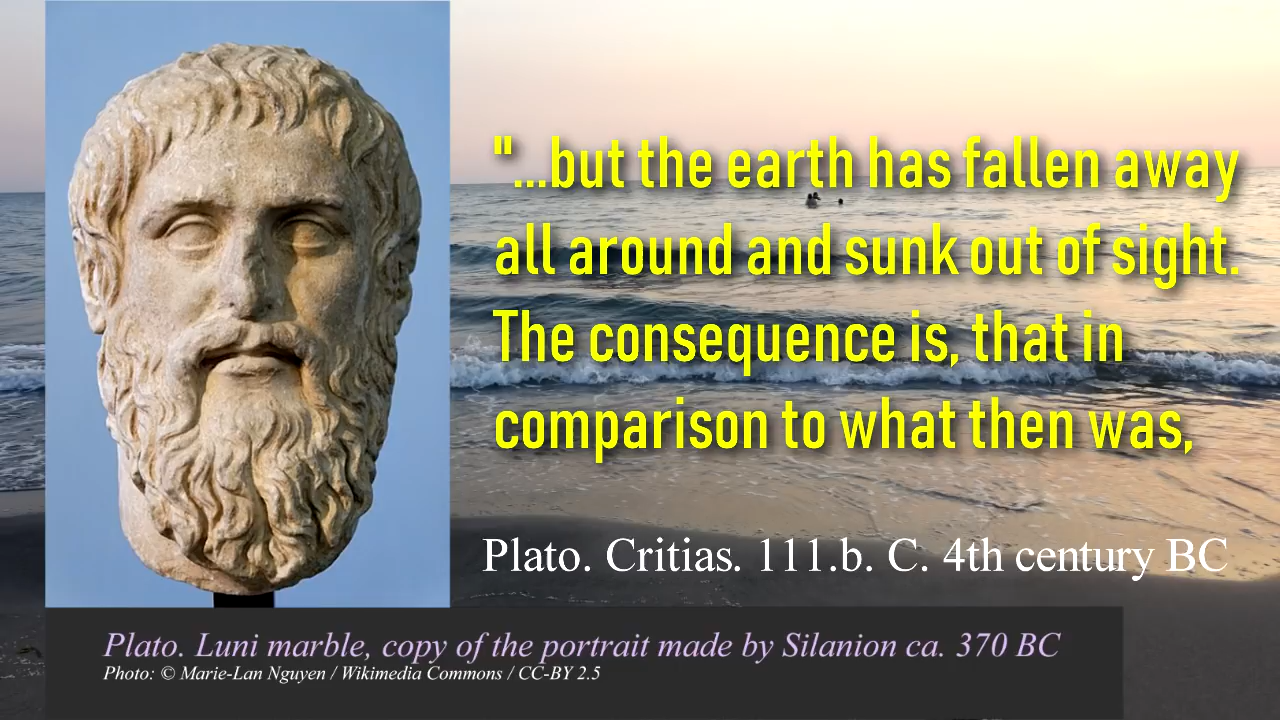 "...but the earth has fallen away
all around and sunk out of sight.
The consequence is, that in
comparison to what then was,
Plato. Critias. 111.b. C. 4th century BC
Plato. Luni marble, copy of the portrait made by Silanion ca. 370 BC
Photo: © Marie-Lan Nguyen / Wikimedia Commons / CC-BY 2.5